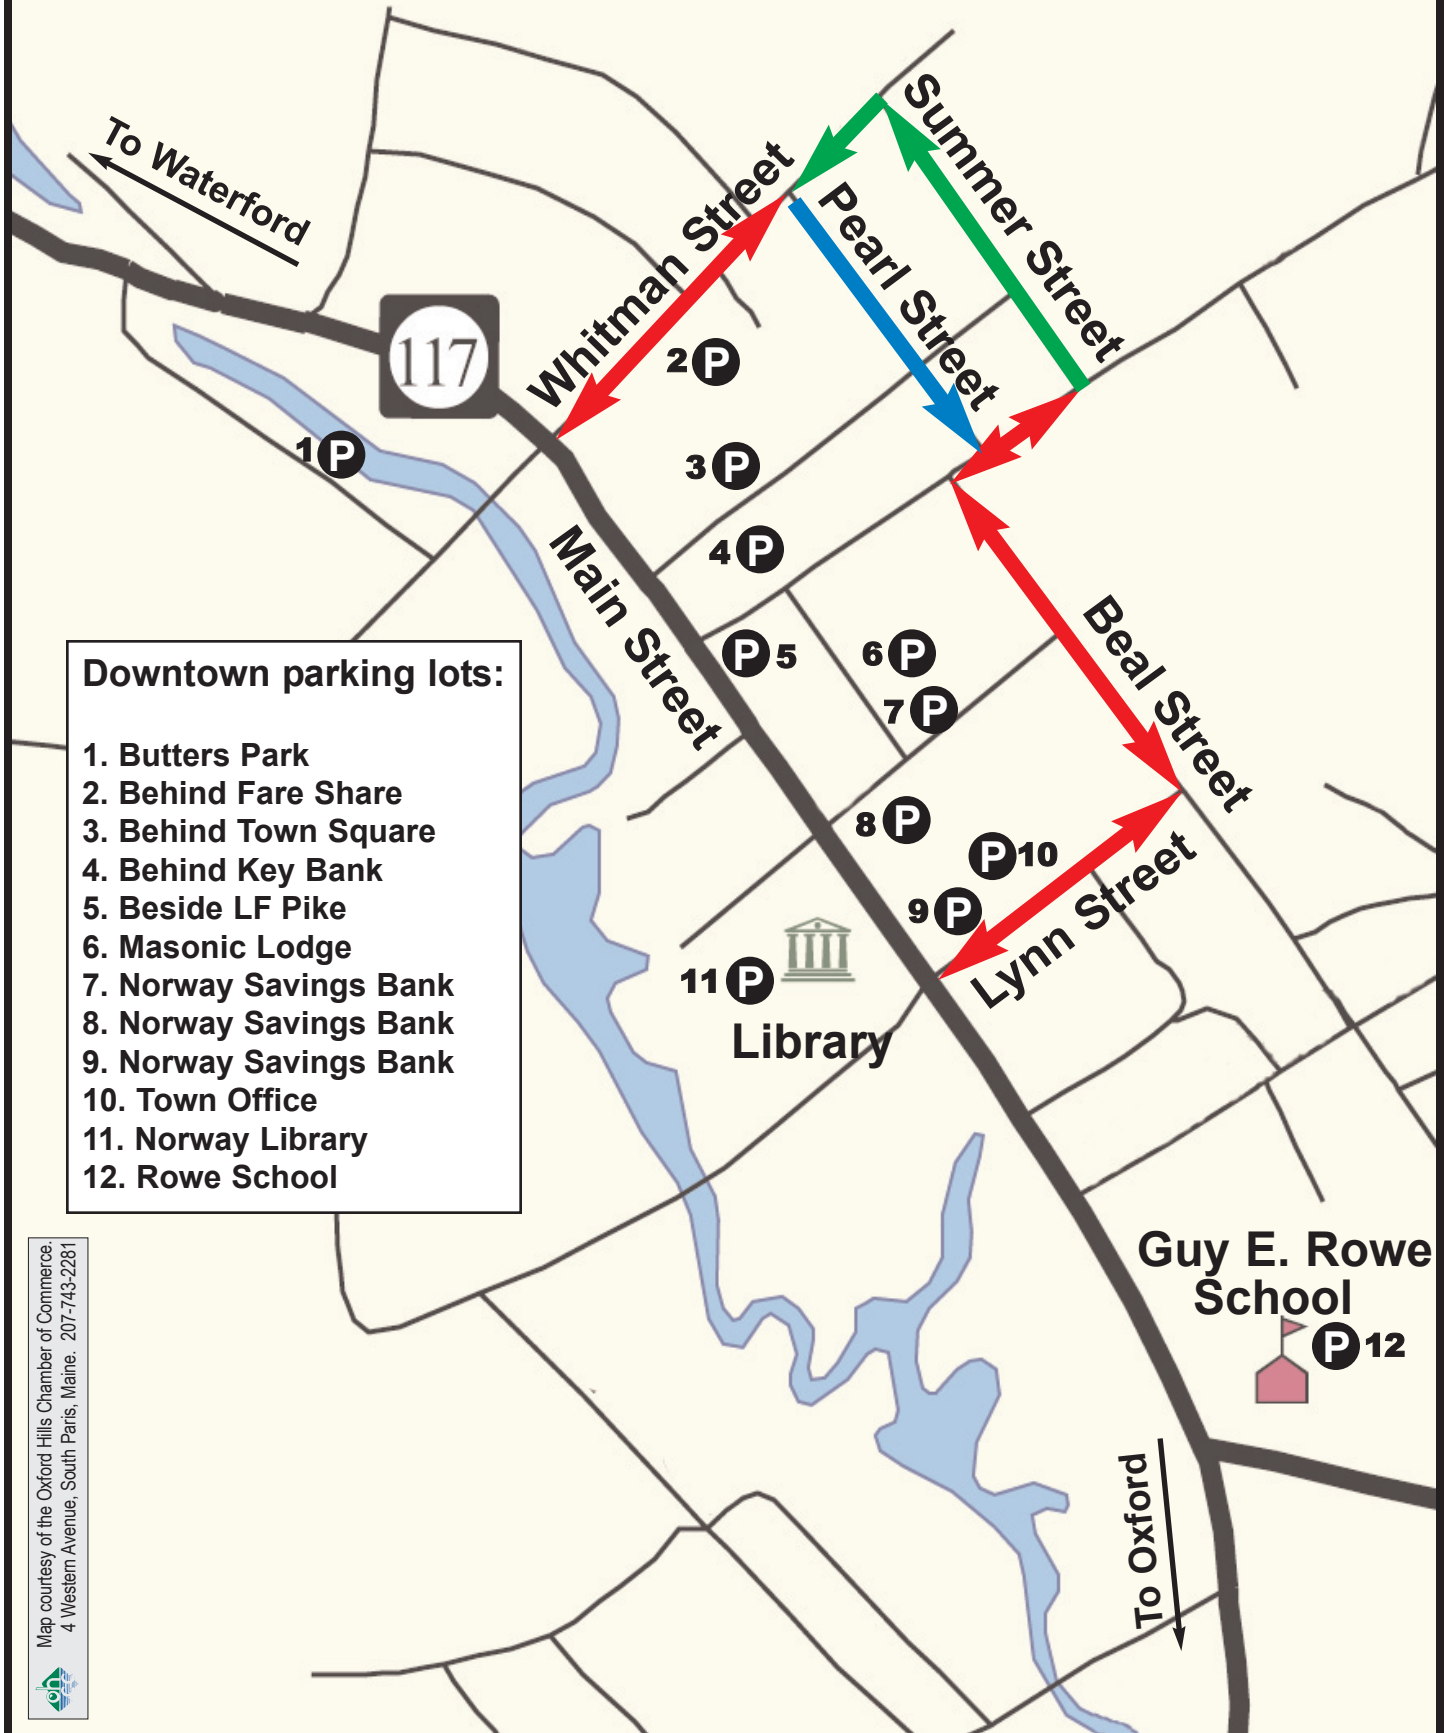 To Waterford
Whitman Street
Summer Street
Pearl Street
117
2 P
1 P
3 P
4 P
Main Street
P 5
6 P
7 P
Beal Street
Downtown parking lots:
1. Butters Park
2. Behind Fare Share
3. Behind Town Square
4. Behind Key Bank
5. Beside LF Pike
6. Masonic Lodge
7. Norway Savings Bank
8. Norway Savings Bank
9. Norway Savings Bank
10. Town Office
11. Norway Library
12. Rowe School
8 P
P 10
9 P
Lynn Street
11 P
Library
Guy E. Rowe
School
P 12
To Oxford
Map courtesy of the Oxford Hills Chamber of Commerce.
4 Western Avenue, South Paris, Maine. 207-743-2281
oh